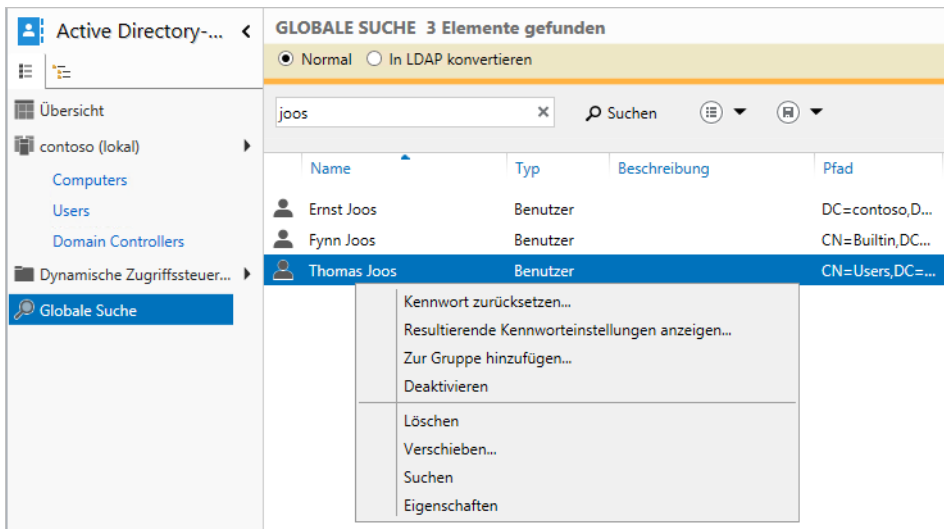 Active Directory-...
GLOBALE SUCHE 3 Elemente gefunden
Normal In LDAP konvertieren
Übersicht
contoso (lokal)
Computers
Users
Domain Controllers
Dynamische Zugriffssteuer...
Globale Suche
joos Suchen
Name Typ Beschreibung Pfad
Ernst Joos Benutzer DC=contoso,D...
Fynn Joos Benutzer CN=Builtin,DC...
Thomas Joos Benutzer CN=Users,DC=...
Kennwort zurücksetzen...
Resultierende Kennworteinstellungen anzeigen...
Zur Gruppe hinzufügen...
Deaktivieren
Löschen
Verschieben...
Suchen
Eigenschaften